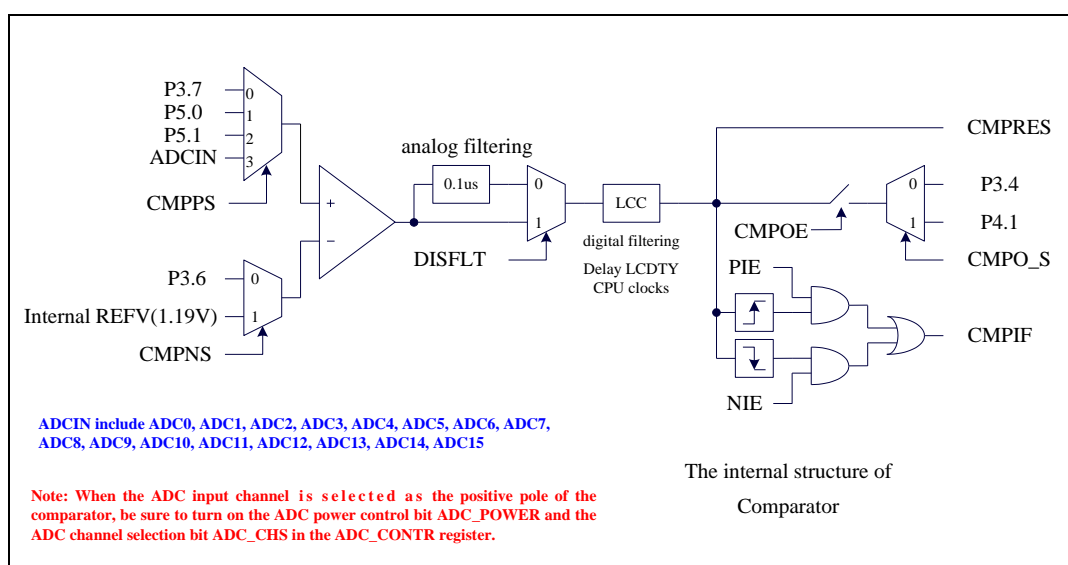 P3.7
P5.0
P5.1
ADCIN
0
1
2
3
CMPPS
+
−
P3.6
Internal REFV(1.19V)
0
1
CMPNS
analog filtering
0.1us
0
1
DISFLT
LCC
digital filtering
Delay LCDTY
CPU clocks
CMPRES
0
1
P3.4
P4.1
CMPOE
CMPO_S
PIE
NIE
CMPIF
ADCIN include ADC0, ADC1, ADC2, ADC3, ADC4, ADC5, ADC6, ADC7,
ADC8, ADC9, ADC10, ADC11, ADC12, ADC13, ADC14, ADC15
Note: When the ADC input channel is selected as the positive pole of the
comparator, be sure to turn on the ADC power control bit ADC_POWER and the
ADC channel selection bit ADC_CHS in the ADC_CONTR register.
The internal structure of
Comparator